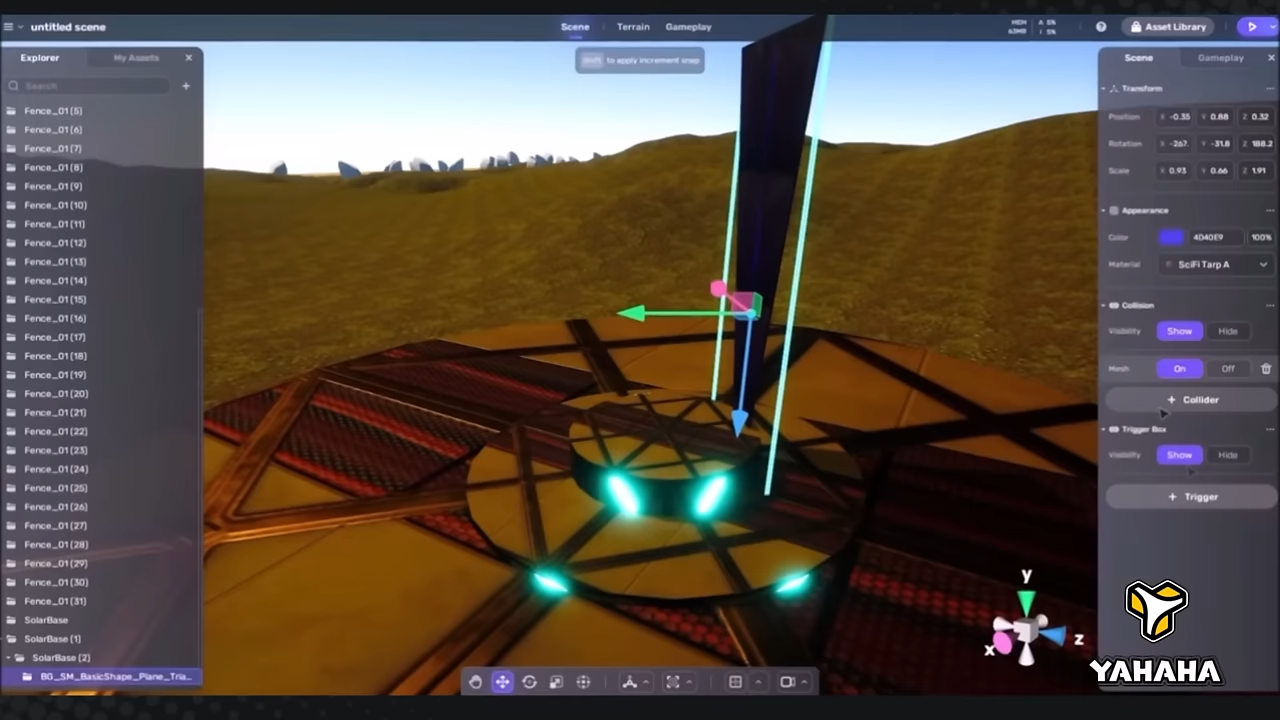 untitled scene
Scene
Terrain
Gameplay
Asset Library
Explorer
My Assets
Search
Fence_01 (5)
Fence_01 (6)
Fence_01 (7)
Fence_01 (8)
Fence_01 (9)
Fence_01 (10)
Fence_01 (11)
Fence_01 (12)
Fence_01 (13)
Fence_01 (14)
Fence_01 (15)
Fence_01 (16)
Fence_01 (17)
Fence_01 (18)
Fence_01 (19)
Fence_01 (20)
Fence_01 (21)
Fence_01 (22)
Fence_01 (23)
Fence_01 (24)
Fence_01 (25)
Fence_01 (26)
Fence_01 (27)
Fence_01 (28)
Fence_01 (29)
Fence_01 (30)
Fence_01 (31)
SolarBase
SolarBase (1)
SolarBase (2)
BG_SM_BasicShape_Plane_Tria...
to apply increment snap
Scene
Gameplay
Transform
Position X -0.35 Y 0.88 Z 0.32
Rotation X -267. Y -31.8 Z 188.2
Scale X 0.93 Y 0.66 Z 1.91
Appearance
Color 4D40E9 100%
Material SciFi Tarp A
Collision
Visibility Show Hide
Mesh On Off
+ Collider
Trigger Box
Visibility Show Hide
+ Trigger
y
x
z
YAHAHA